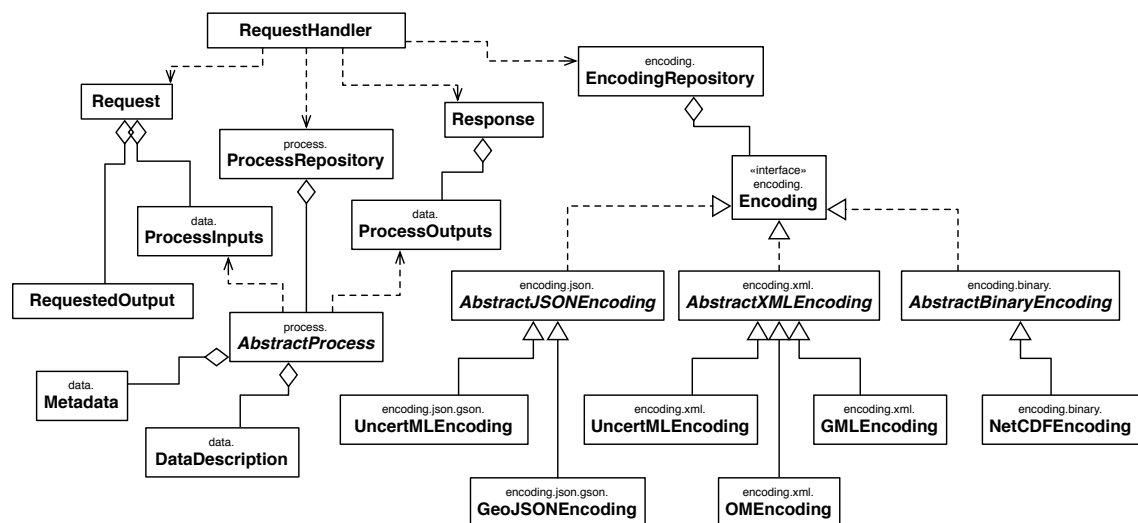 RequestHandler
encoding.
EncodingRepository
Request
Response
process.
ProcessRepository
«interface»
encoding.
Encoding
data.
ProcessInputs
data.
ProcessOutputs
RequestedOutput
encoding.json.
AbstractJSONEncoding
encoding.xml.
AbstractXMLEncoding
encoding.binary.
AbstractBinaryEncoding
process.
AbstractProcess
data.
Metadata
data.
DataDescription
encoding.json.gson.
UncertMLEncoding
encoding.xml.
UncertMLEncoding
encoding.xml.
GMLEncoding
encoding.binary.
NetCDFEncoding
encoding.json.gson.
GeoJSONEncoding
encoding.xml.
OMEncoding